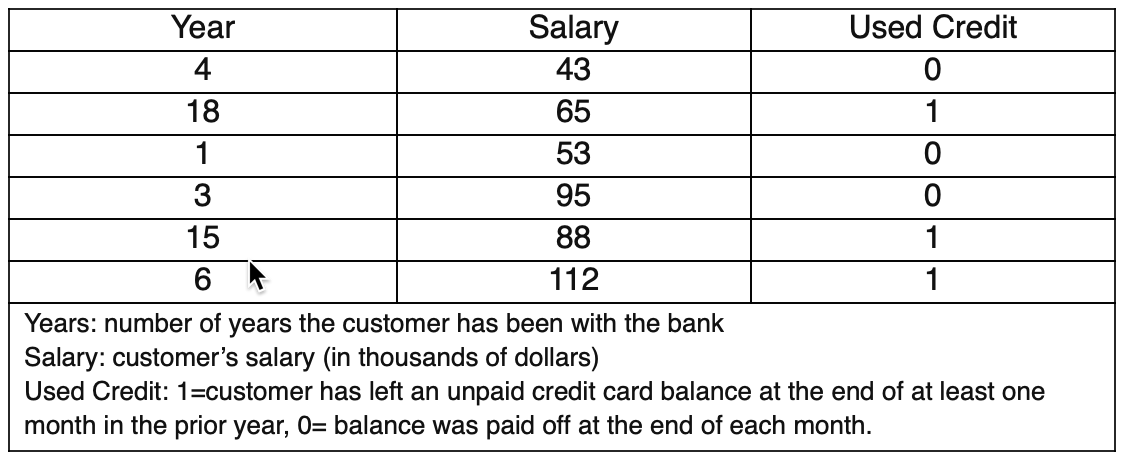 Year Salary Used Credit
4 43 0
18 65 1
1 53 0
3 95 0
15 88 1
6 112 1
Years: number of years the customer has been with the bank
Salary: customer’s salary (in thousands of dollars)
Used Credit: 1=customer has left an unpaid credit card balance at the end of at least one
month in the prior year, 0= balance was paid off at the end of each month.